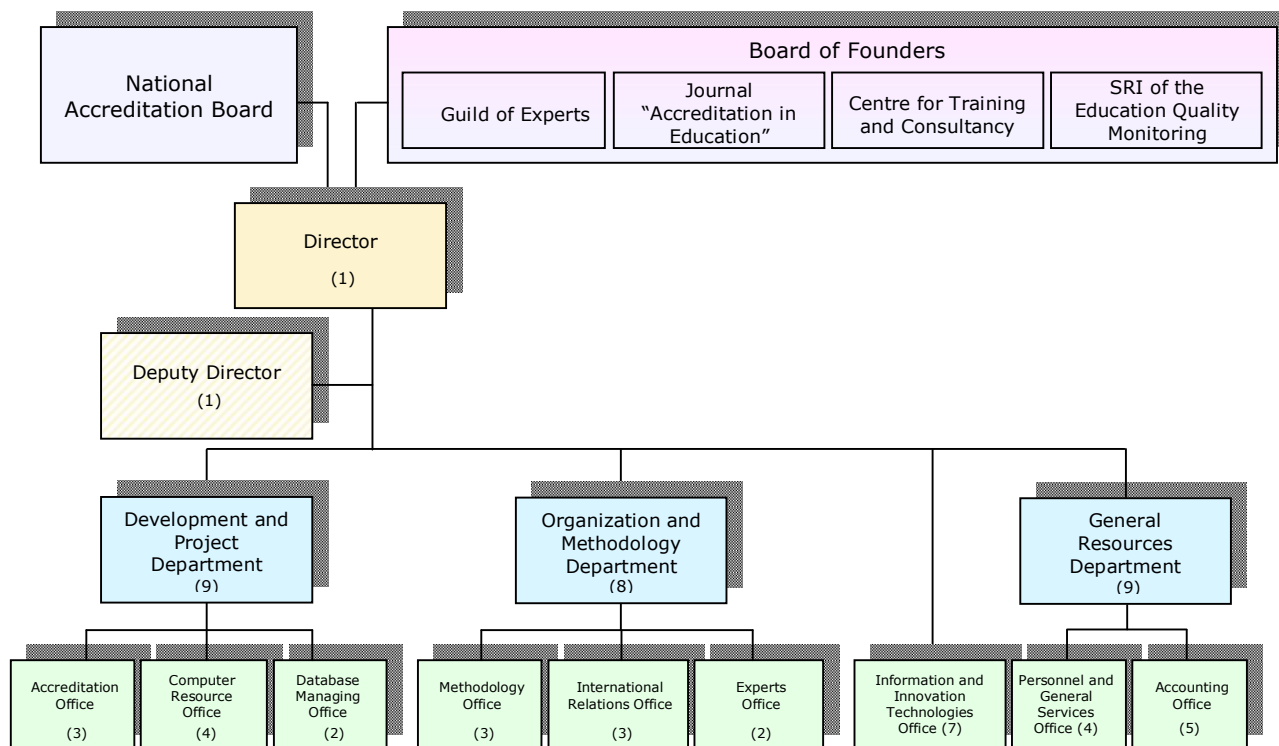 National
Accreditation Board
Board of Founders
Guild of Experts
Journal
“Accreditation in
Education”
Centre for Training
and Consultancy
SRI of the
Education Quality
Monitoring
Director
(1)
Deputy Director
(1)
Development and
Project
Department
(9)
Organization and
Methodology
Department
(8)
General
Resources
Department
(9)
Accreditation
Office
(3)
Computer
Resource
Office
(4)
Database
Managing
Office
(2)
Methodology
Office
(3)
International
Relations Office
(3)
Experts
Office
(2)
Information and
Innovation
Technologies
Office (7)
Personnel and
General
Services
Office (4)
Accounting
Office
(5)